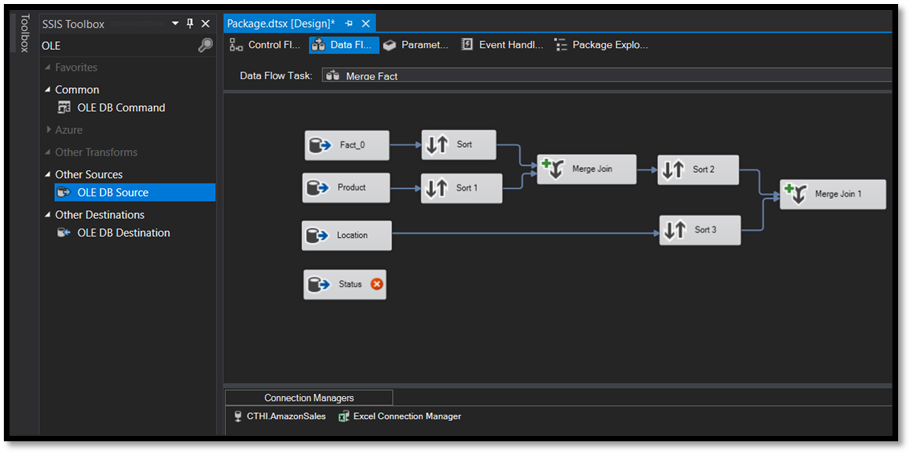 Toolbox
SSIS Toolbox
OLE
Favorites
Common
OLE DB Command
Azure
Other Transforms
Other Sources
OLE DB Source
Other Destinations
OLE DB Destination
Package.dtsx [Design]*
Control Fl...
Data Fl...
Paramet...
Event Handl...
Package Explo...
Data Flow Task:
Merge Fact
Fact_0
Sort
Product
Sort 1
Merge Join
Sort 2
Merge Join 1
Location
Sort 3
Status
Connection Managers
CTHI.AmazonSales
Excel Connection Manager